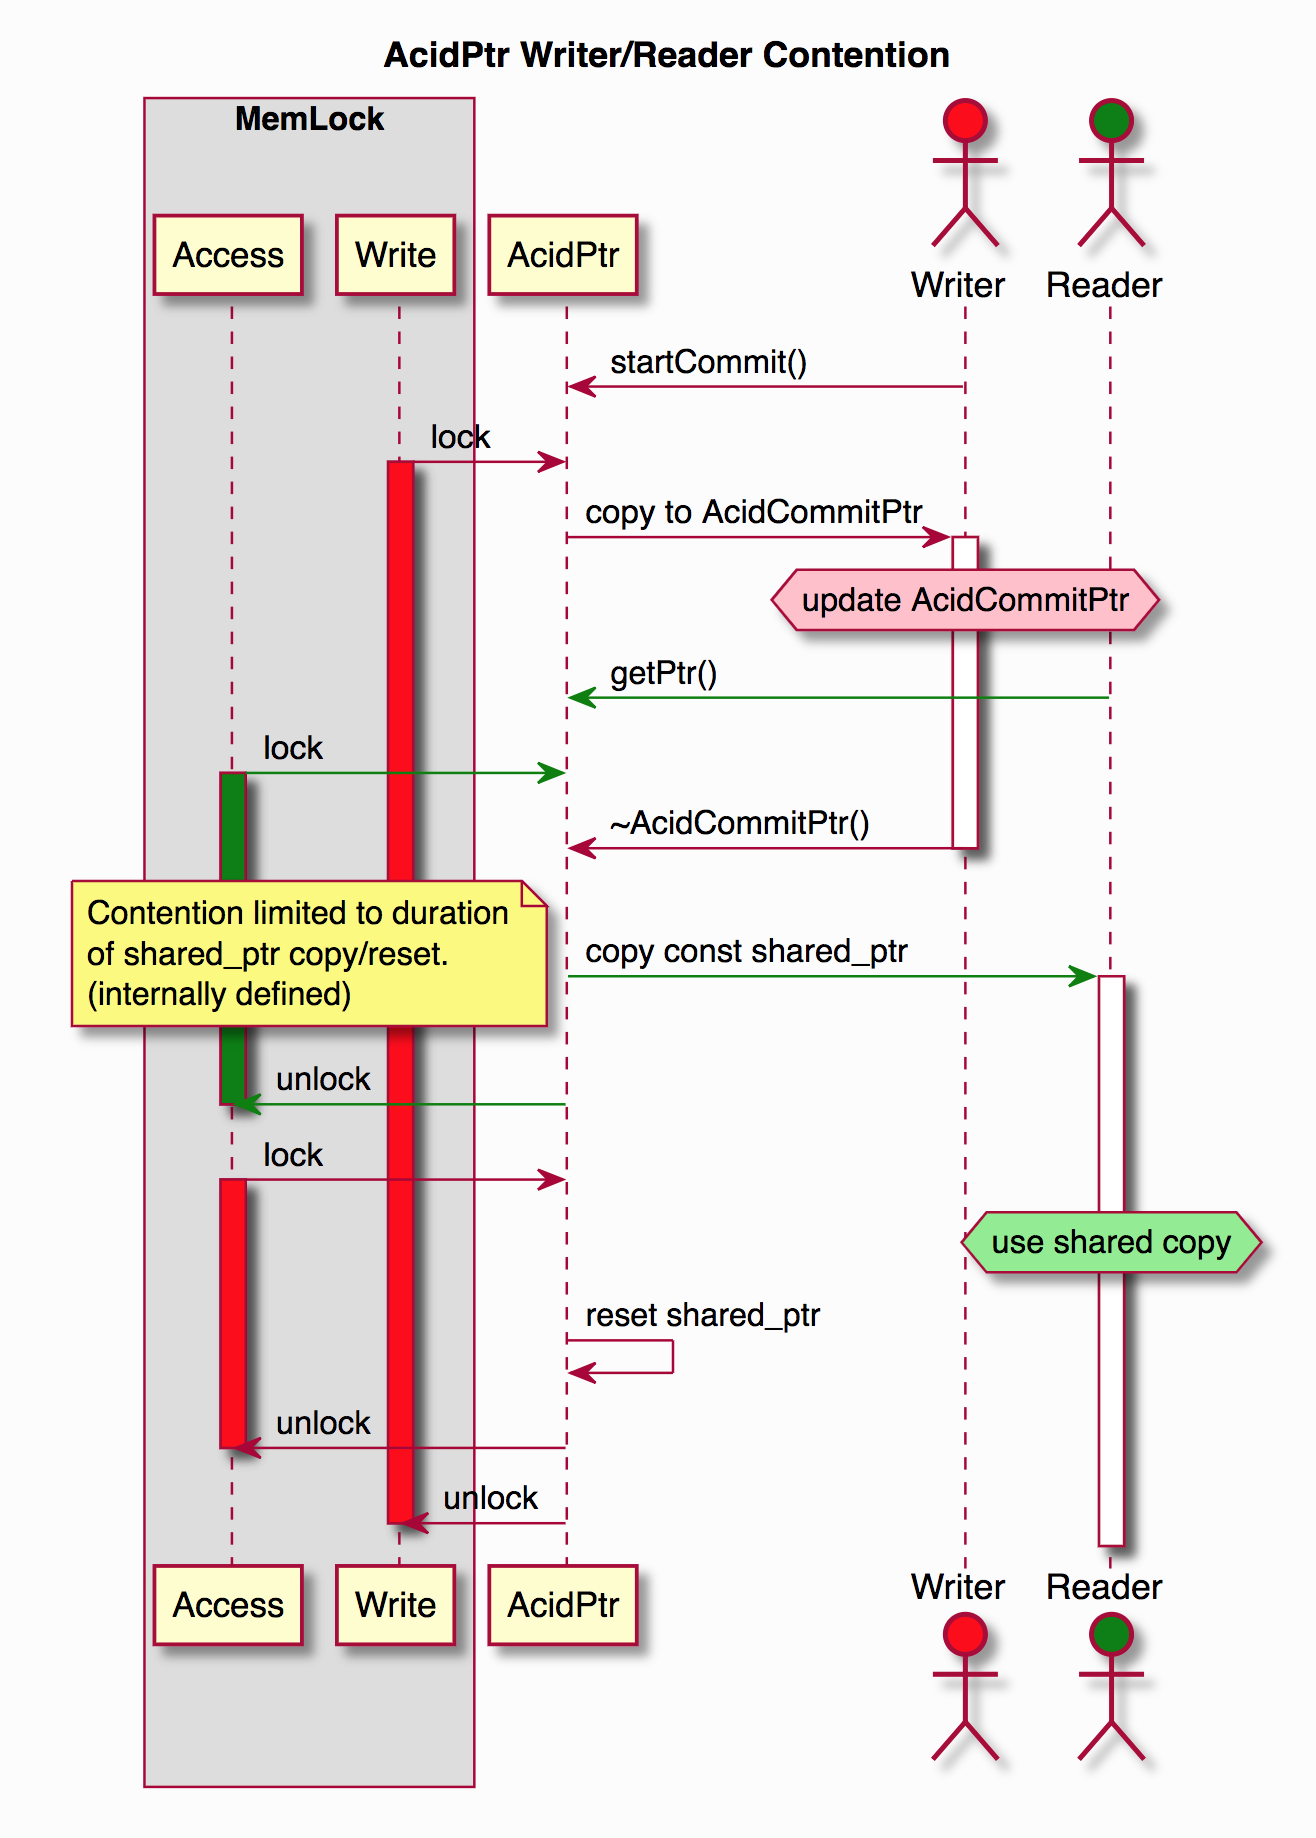 AcidPtr Writer/Reader Contention
MemLock
Access
Write
AcidPtr
Writer
Reader
startCommit()
lock
copy to AcidCommitPtr
update AcidCommitPtr
getPtr()
lock
~AcidCommitPtr()
Contention limited to duration
of shared_ptr copy/reset.
(internally defined)
copy const shared_ptr
unlock
lock
use shared copy
reset shared_ptr
unlock
unlock
Access
Write
AcidPtr
Writer
Reader